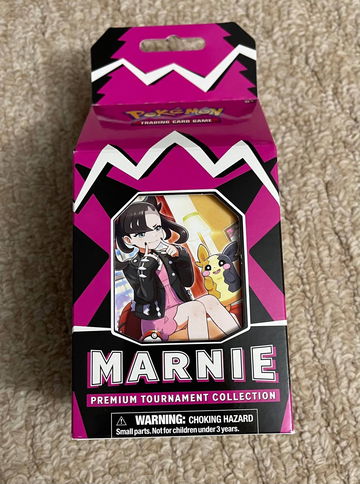 POKÉMON
TRADING CARD GAME
MARNIE
PREMIUM TOURNAMENT COLLECTION
WARNING: CHOKING HAZARD
Small parts. Not for children under 3 years.